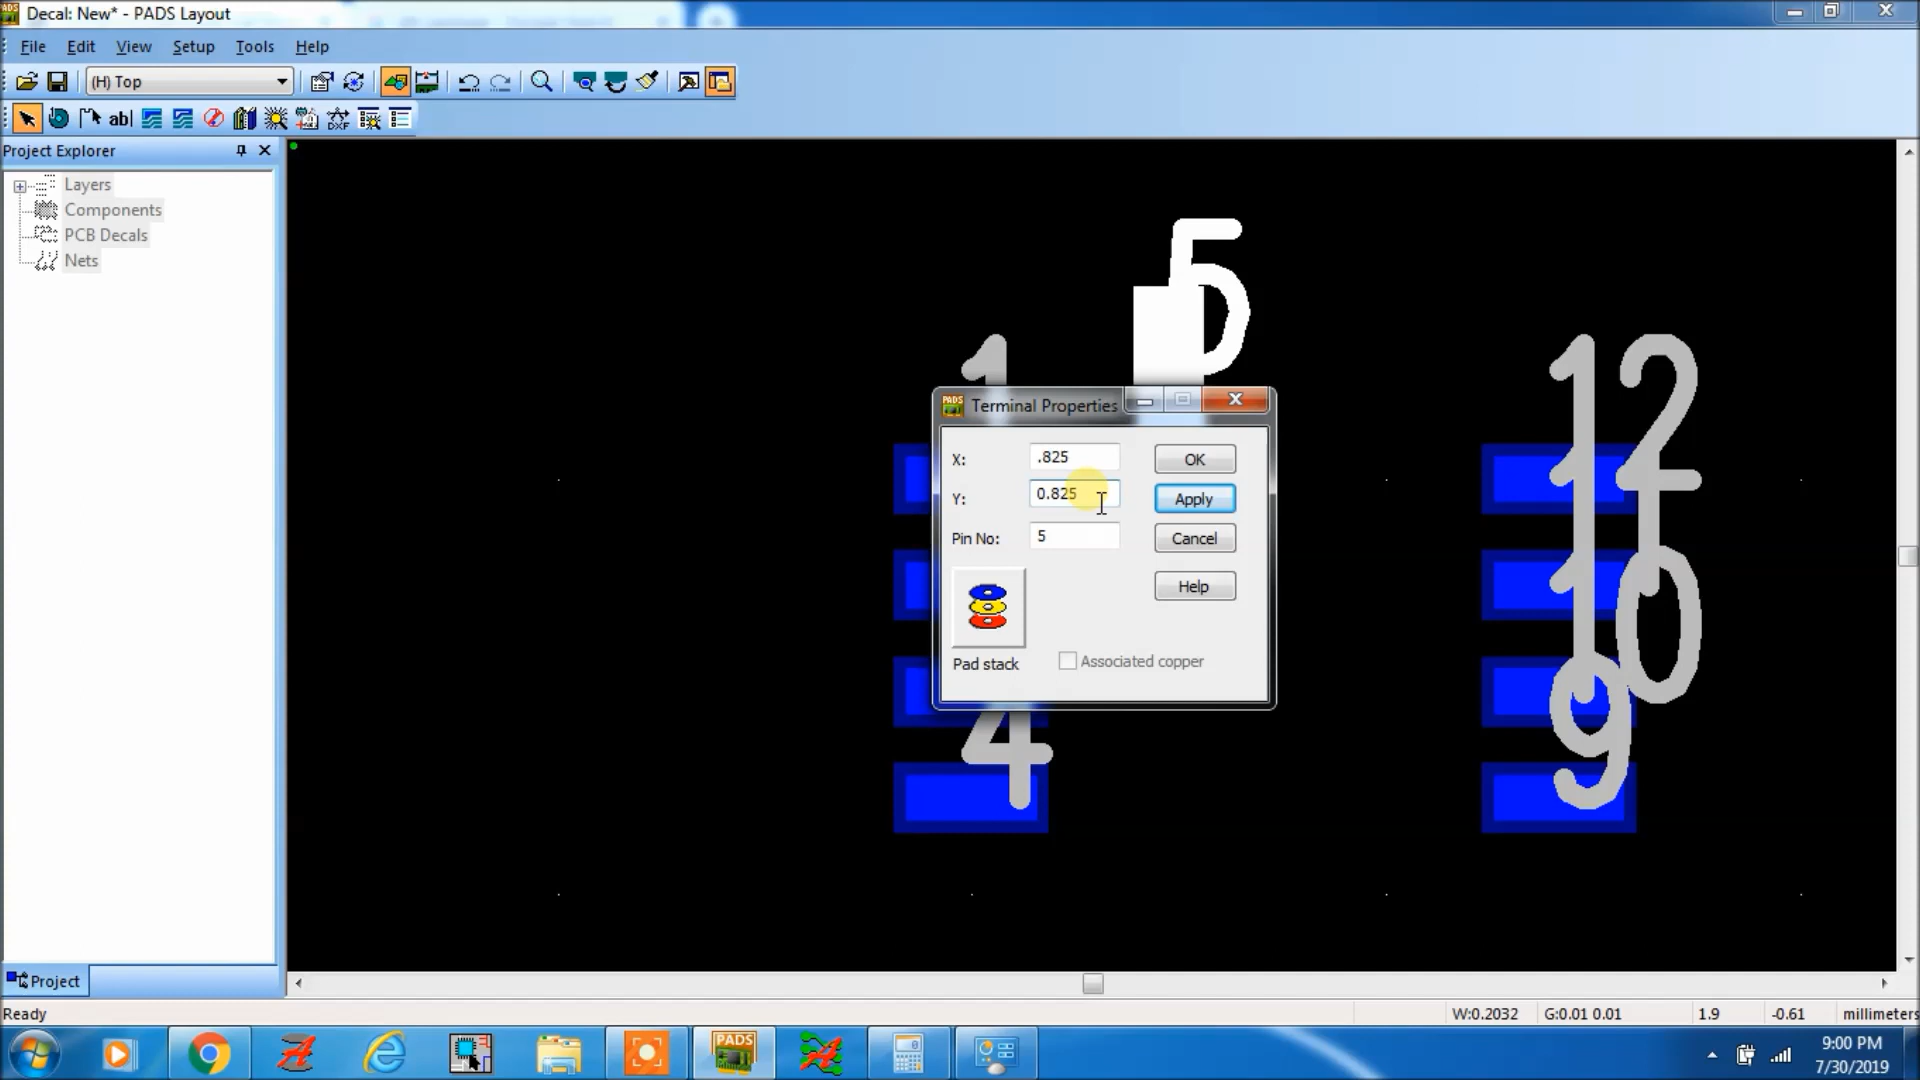 Decal: New* - PADS Layout
File Edit View Setup Tools Help
(H) Top
ab|
DXF
Project Explorer
Layers
Components
PCB Decals
Nets
5
1
12
11
10
9
4
PADS
Terminal Properties
X: .825 OK
Y: 0.825 Apply
Pin No: 5 Cancel
Help
Pad stack
Associated copper
Project
Ready
W:0.2032 G:0.01 0.01 1.9 -0.61 millimeters
PADS
9:00 PM
7/30/2019